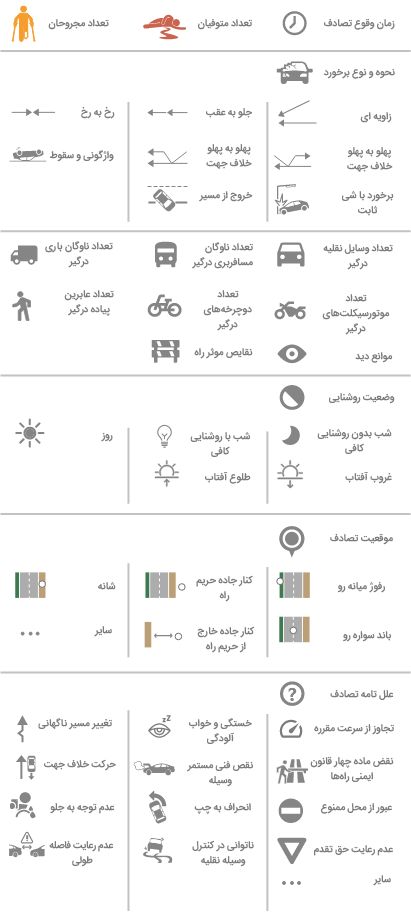 زمان وقوع تصادف
تعداد متوفیان
تعداد مجروحان
نحوه و نوع برخورد
زاویه ای
جلو به عقب
رخ به رخ
پهلو به پهلو
خلاف جهت
پهلو به پهلو
خلاف جهت
واژگونی و سقوط
برخورد با شی
ثابت
خروج از مسیر
تعداد وسایل نقلیه
درگیر
تعداد ناوگان
مسافربری درگیر
تعداد ناوگان باری
درگیر
تعداد
موتورسیکلت‌های
درگیر
تعداد
دوچرخه‌های
درگیر
تعداد عابرین
پیاده درگیر
موانع دید
نقایص موثر راه
وضعیت روشنایی
شب بدون روشنایی
کافی
شب با روشنایی
کافی
روز
غروب آفتاب
طلوع آفتاب
موقعیت تصادف
رفوژ میانه رو
کنار جاده حریم
راه
شانه
باند سواره رو
کنار جاده خارج
از حریم راه
سایر
علل تامه تصادف
تجاوز از سرعت مقرره
خستگی و خواب
آلودگی
تغییر مسیر ناگهانی
نقض ماده چهار قانون
ایمنی راه‌ها
نقص فنی مستمر
وسیله
حرکت خلاف جهت
عبور از محل ممنوع
انحراف به چپ
عدم توجه به جلو
عدم رعایت حق تقدم
ناتوانی در کنترل
وسیله نقلیه
عدم رعایت فاصله
طولی
سایر